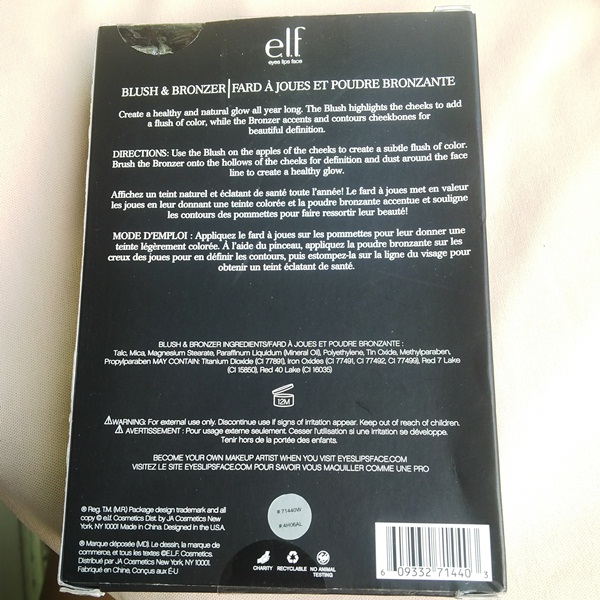 e.l.f.
eyes lips face
BLUSH & BRONZER|FARD À JOUES ET POUDRE BRONZANTE
Create a healthy and natural glow all year long. The Blush highlights the cheeks to add
a flush of color, while the Bronzer accents and contours cheekbones for
beautiful definition.
DIRECTIONS: Use the Blush on the apples of the cheeks to create a subtle flush of color.
Brush the Bronzer onto the hollows of the cheeks for definition and dust around the face
line to create a healthy glow.
Affichez un teint naturel et éclatant de santé toute l'année! Le fard à joues met en valeur
les joues en leur donnant une teinte colorée et la poudre bronzante accentue et souligne
les contours des pommettes pour faire ressortir leur beauté!
MODE D'EMPLOI : Appliquez le fard à joues sur les pommettes pour leur donner une
teinte légèrement colorée. À l'aide du pinceau, appliquez la poudre bronzante sur les
creux des joues pour en définir les contours, puis estompez-la sur la ligne du visage pour
obtenir un teint éclatant de santé.
BLUSH & BRONZER INGREDIENTS/FARD À JOUES ET POUDRE BRONZANTE :
Talc, Mica, Magnesium Stearate, Paraffinum Liquidum (Mineral Oil), Polyethylene, Tin Oxide, Methylparaben,
Propylparaben MAY CONTAIN: Titanium Dioxide (CI 77891), Iron Oxides (CI 77491, CI 77492, CI 77499), Red 7 Lake
(CI 15850), Red 40 Lake (CI 16035)
12M
⚠WARNING: For external use only. Discontinue use if signs of irritation appear. Keep out of reach of children.
⚠ AVERTISSEMENT : Pour usage externe seulement. Cesser l'utilisation si une irritation se développe.
Tenir hors de la portée des enfants.
BECOME YOUR OWN MAKEUP ARTIST WHEN YOU VISIT EYESLIPSFACE.COM
VISITEZ LE SITE EYESLIPSFACE.COM POUR SAVOIR VOUS MAQUILLER COMME UNE PRO
® Reg. T.M. (M.R.) Package design trademark and all
copy © e.l.f. Cosmetics Dist. by JA Cosmetics New
York, NY 10001 Made in China. Designed in the U.S.A.
® Marque déposée (MD) Le dessin, la marque de
commerce, et tous les textes ©E.L.F. Cosmetics.
Distribué par JA Cosmetics New York, NY 10001.
Fabriqué en Chine, Conçus aux É-U
# 71440W
# 4H06AL
CHARITY RECYCLABLE NO ANIMAL
TESTING
6 09332 71440 3